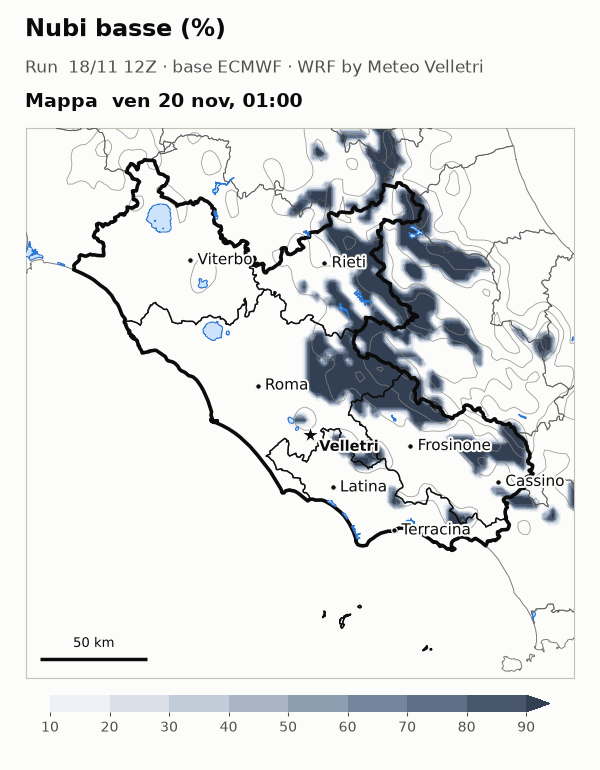 Nubi basse (%)
Run  18/11 12Z · base ECMWF · WRF by Meteo Velletri
Mappa  ven 20 nov, 01:00
Viterbo
Rieti
Roma
Velletri
Frosinone
Latina
Cassino
Terracina
50 km
10 20 30 40 50 60 70 80 90